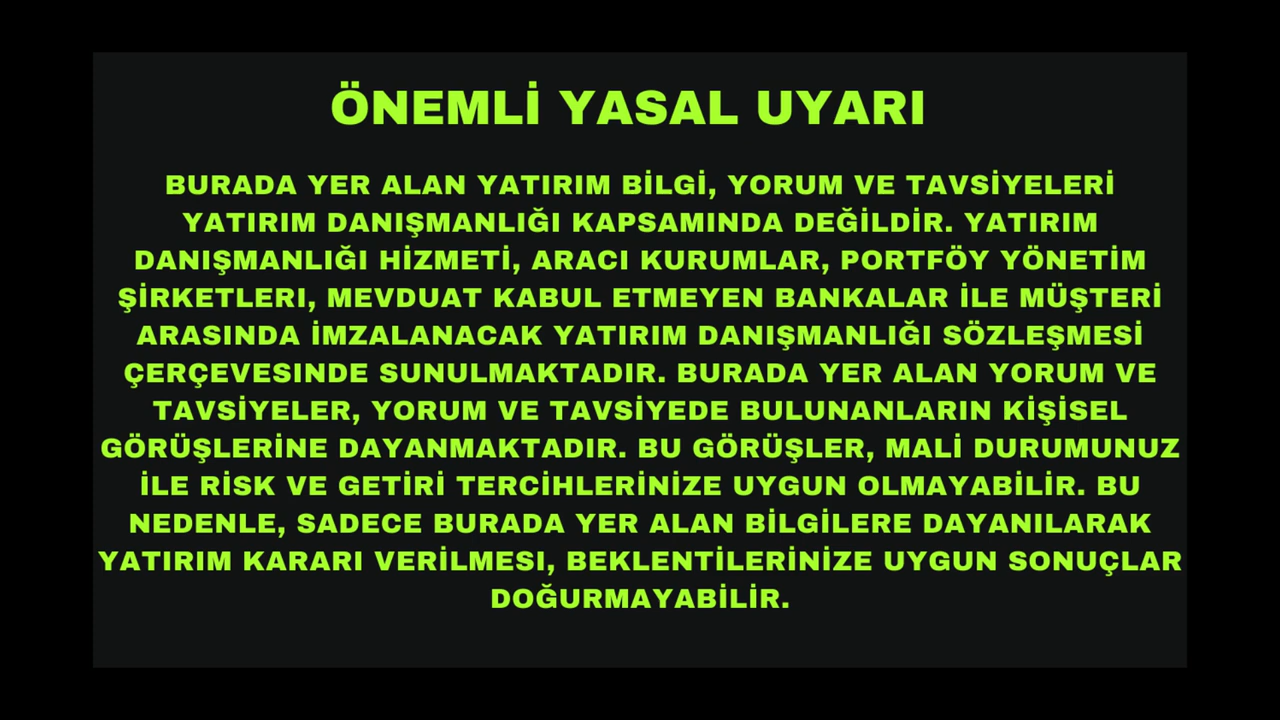 ÖNEMLİ YASAL UYARI
BURADA YER ALAN YATIRIM BİLGİ, YORUM VE TAVSİYELERİ
YATIRIM DANIŞMANLIĞI KAPSAMINDA DEĞİLDİR. YATIRIM
DANIŞMANLIĞI HİZMETİ, ARACI KURUMLAR, PORTFÖY YÖNETİM
ŞİRKETLERI, MEVDUAT KABUL ETMEYEN BANKALAR İLE MÜŞTERİ
ARASINDA İMZALANACAK YATIRIM DANIŞMANLIĞI SÖZLEŞMESİ
ÇERÇEVESINDE SUNULMAKTADIR. BURADA YER ALAN YORUM VE
TAVSİYELER, YORUM VE TAVSİYEDE BULUNANLARIN KİŞİSEL
GÖRÜŞLERİNE DAYANMAKTADIR. BU GÖRÜŞLER, MALİ DURUMUNUZ
İLE RİSK VE GETİRİ TERCİHLERİNİZE UYGUN OLMAYABİLİR. BU
NEDENLE, SADECE BURADA YER ALAN BİLGİLERE DAYANILARAK
YATIRIM KARARI VERİLMESI, BEKLENTİLERİNİZE UYGUN SONUÇLAR
DOĞURMAYABİLİR.